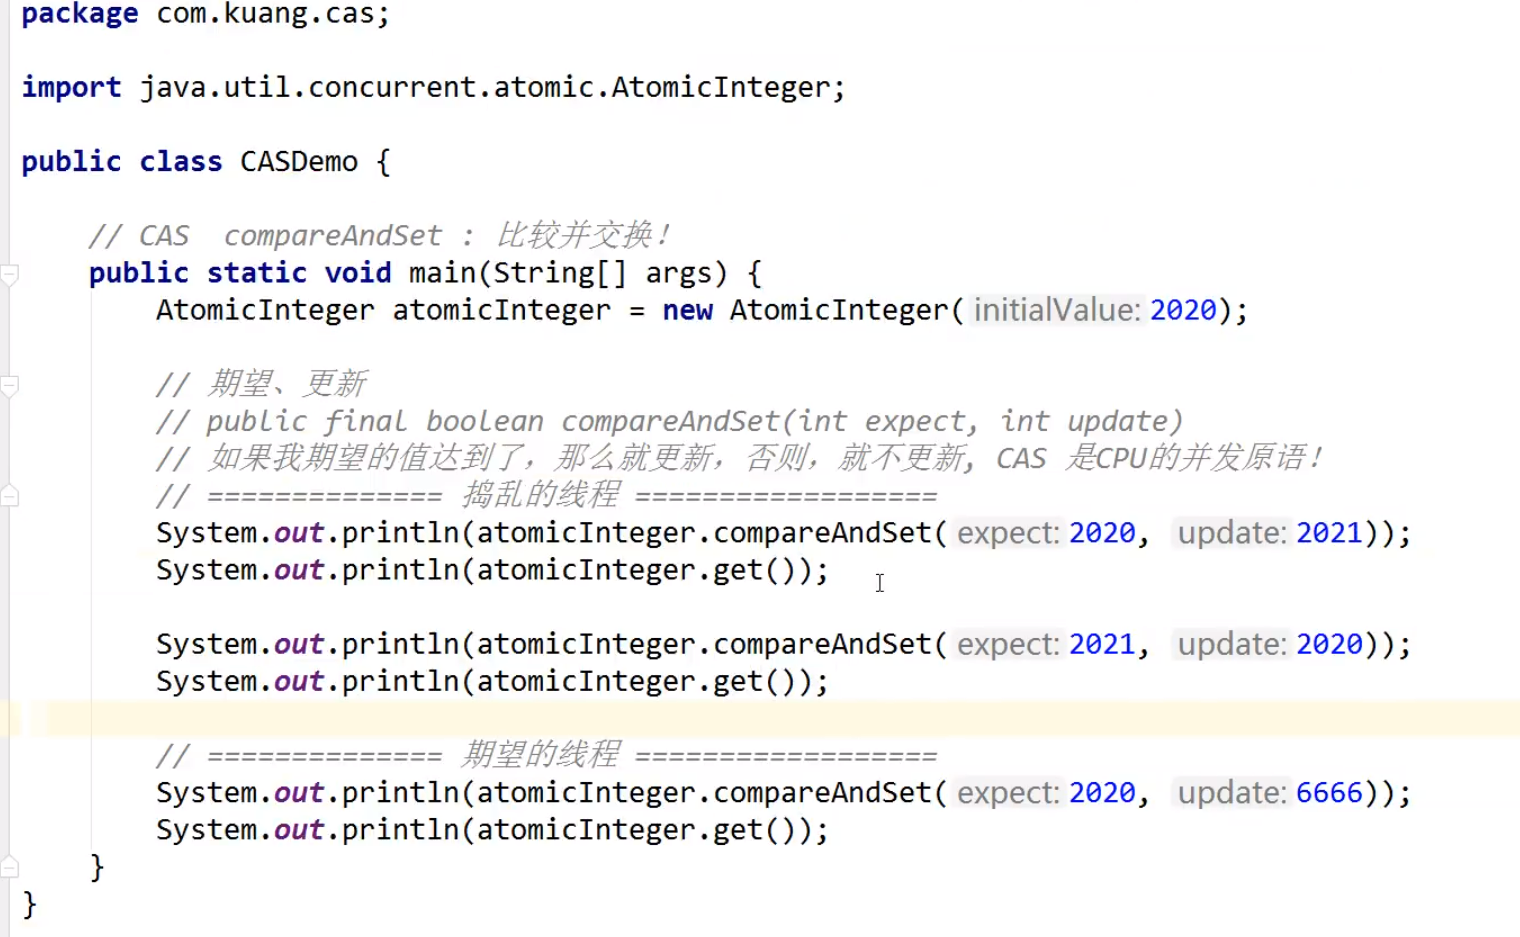 package com.kuang.cas;
import java.util.concurrent.atomic.AtomicInteger;
public class CASDemo {
// CAS  compareAndSet : 比较并交换！
public static void main(String[] args) {
AtomicInteger atomicInteger = new AtomicInteger( initialValue: 2020);
// 期望、更新
// public final boolean compareAndSet(int expect, int update)
// 如果我期望的值达到了，那么就更新，否则，就不更新, CAS 是CPU的并发原语！
// ============== 捣乱的线程 ==================
System.out.println(atomicInteger.compareAndSet( expect: 2020, update: 2021));
System.out.println(atomicInteger.get());
System.out.println(atomicInteger.compareAndSet( expect: 2021, update: 2020));
System.out.println(atomicInteger.get());
// ============== 期望的线程 ==================
System.out.println(atomicInteger.compareAndSet( expect: 2020, update: 6666));
System.out.println(atomicInteger.get());
}
}